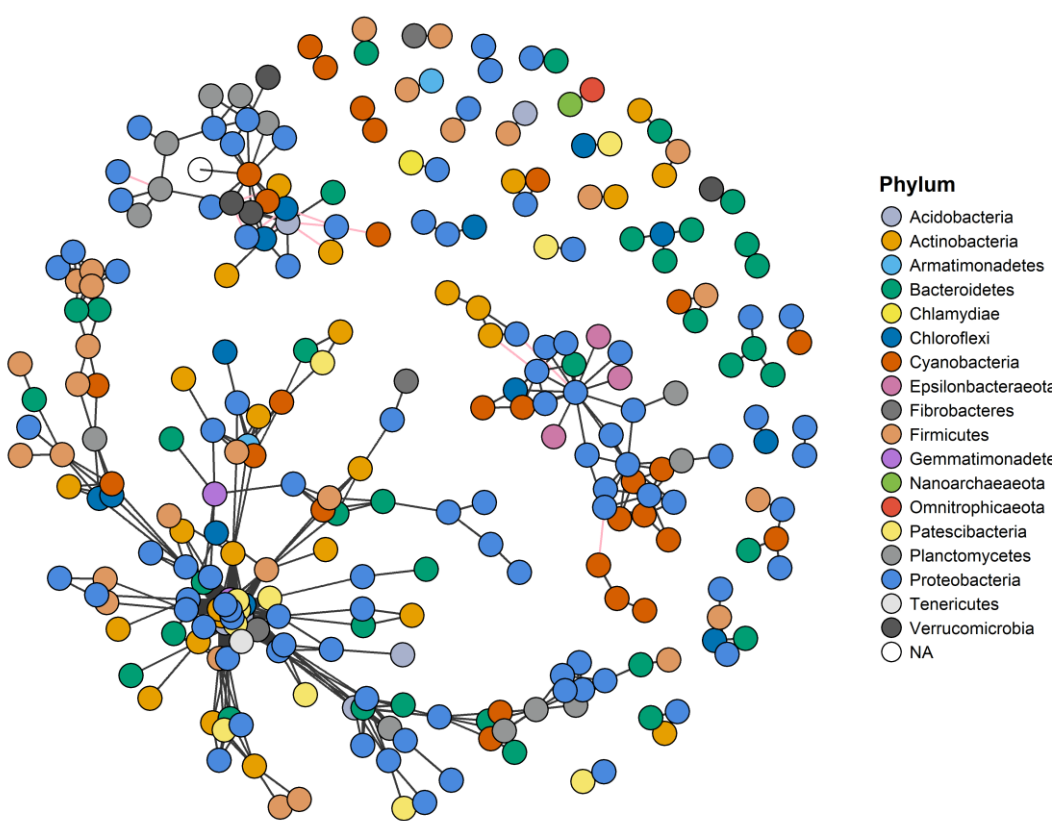 Phylum
Acidobacteria
Actinobacteria
Armatimonadetes
Bacteroidetes
Chlamydiae
Chloroflexi
Cyanobacteria
Epsilonbacteraeota
Fibrobacteres
Firmicutes
Gemmatimonadete
Nanoarchaeaeota
Omnitrophicaeota
Patescibacteria
Planctomycetes
Proteobacteria
Tenericutes
Verrucomicrobia
NA